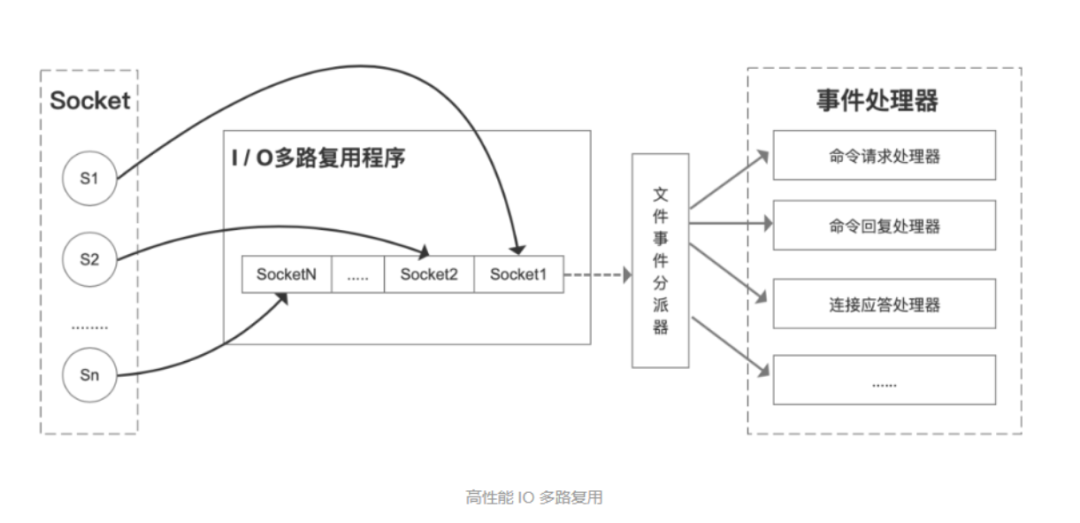 Socket
S1
S2
........
Sn
I / O多路复用程序
SocketN
.....
Socket2
Socket1
文件事件分派器
事件处理器
命令请求处理器
命令回复处理器
连接应答处理器
......
高性能 IO 多路复用